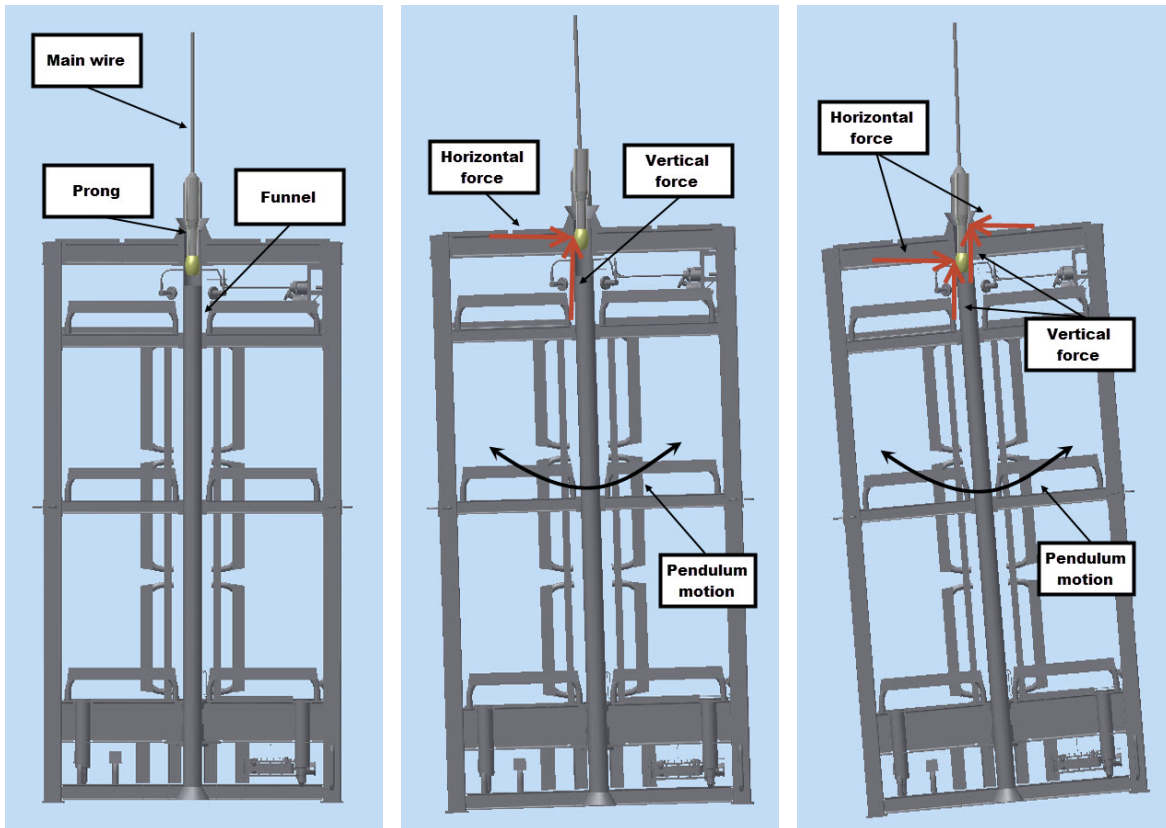 Main wire
Prong
Funnel
Horizontal
force
Vertical
force
Pendulum
motion
Horizontal
force
Vertical
force
Pendulum
motion